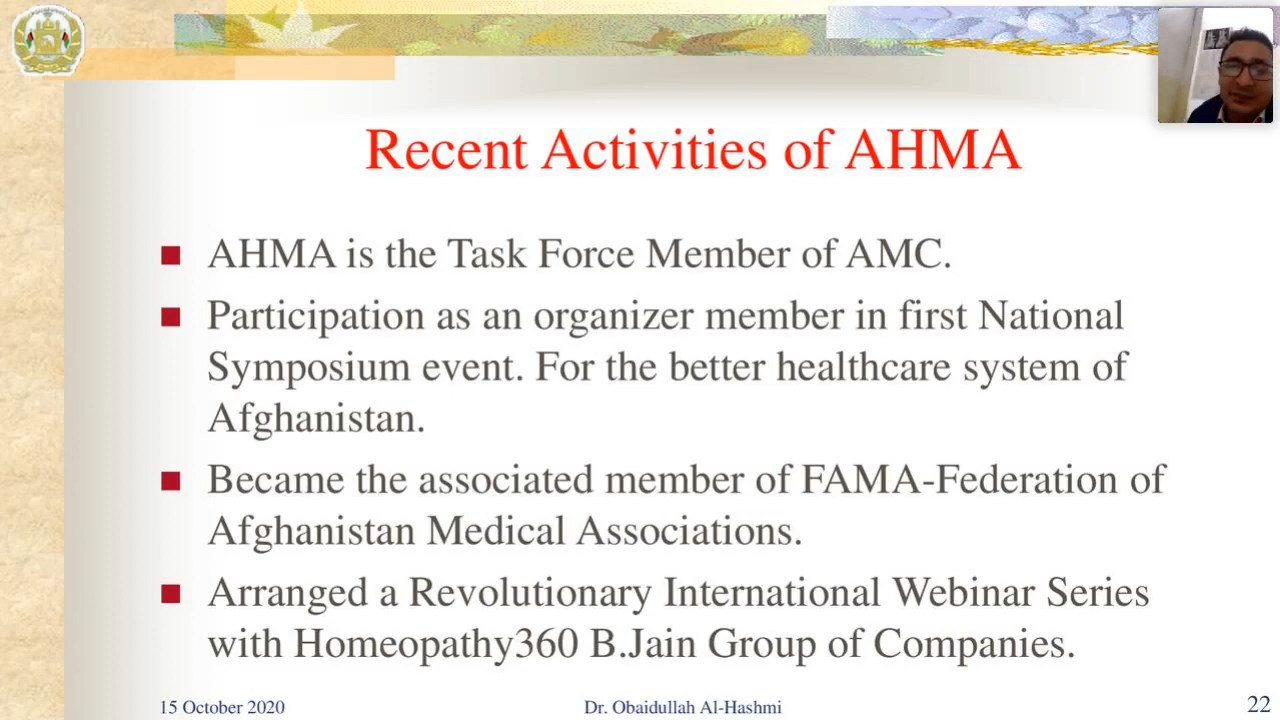 Recent Activities of AHMA
AHMA is the Task Force Member of AMC.
Participation as an organizer member in first National
Symposium event. For the better healthcare system of
Afghanistan.
Became the associated member of FAMA-Federation of
Afghanistan Medical Associations.
Arranged a Revolutionary International Webinar Series
with Homeopathy360 B.Jain Group of Companies.
15 October 2020
Dr. Obaidullah Al-Hashmi
22